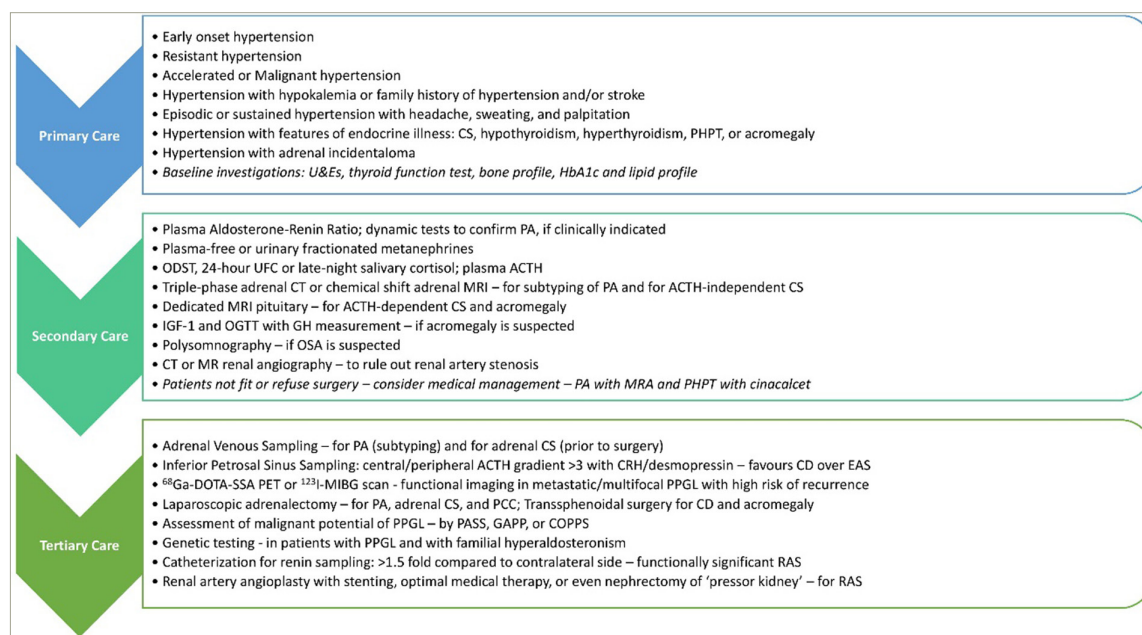 Primary Care
• Early onset hypertension
• Resistant hypertension
• Accelerated or Malignant hypertension
• Hypertension with hypokalemia or family history of hypertension and/or stroke
• Episodic or sustained hypertension with headache, sweating, and palpitation
• Hypertension with features of endocrine illness: CS, hypothyroidism, hyperthyroidism, PHPT, or acromegaly
• Hypertension with adrenal incidentaloma
• Baseline investigations: U&Es, thyroid function test, bone profile, HbA1c and lipid profile
Secondary Care
• Plasma Aldosterone-Renin Ratio; dynamic tests to confirm PA, if clinically indicated
• Plasma-free or urinary fractionated metanephrines
• ODST, 24-hour UFC or late-night salivary cortisol; plasma ACTH
• Triple-phase adrenal CT or chemical shift adrenal MRI – for subtyping of PA and for ACTH-independent CS
• Dedicated MRI pituitary – for ACTH-dependent CS and acromegaly
• IGF-1 and OGTT with GH measurement – if acromegaly is suspected
• Polysomnography – if OSA is suspected
• CT or MR renal angiography – to rule out renal artery stenosis
• Patients not fit or refuse surgery – consider medical management – PA with MRA and PHPT with cinacalcet
Tertiary Care
• Adrenal Venous Sampling – for PA (subtyping) and for adrenal CS (prior to surgery)
• Inferior Petrosal Sinus Sampling: central/peripheral ACTH gradient >3 with CRH/desmopressin – favours CD over EAS
• ⁶⁸Ga-DOTA-SSA PET or ¹²³I-MIBG scan - functional imaging in metastatic/multifocal PPGL with high risk of recurrence
• Laparoscopic adrenalectomy – for PA, adrenal CS, and PCC; Transsphenoidal surgery for CD and acromegaly
• Assessment of malignant potential of PPGL – by PASS, GAPP, or COPPS
• Genetic testing - in patients with PPGL and with familial hyperaldosteronism
• Catheterization for renin sampling: >1.5 fold compared to contralateral side – functionally significant RAS
• Renal artery angioplasty with stenting, optimal medical therapy, or even nephrectomy of ‘pressor kidney’ – for RAS